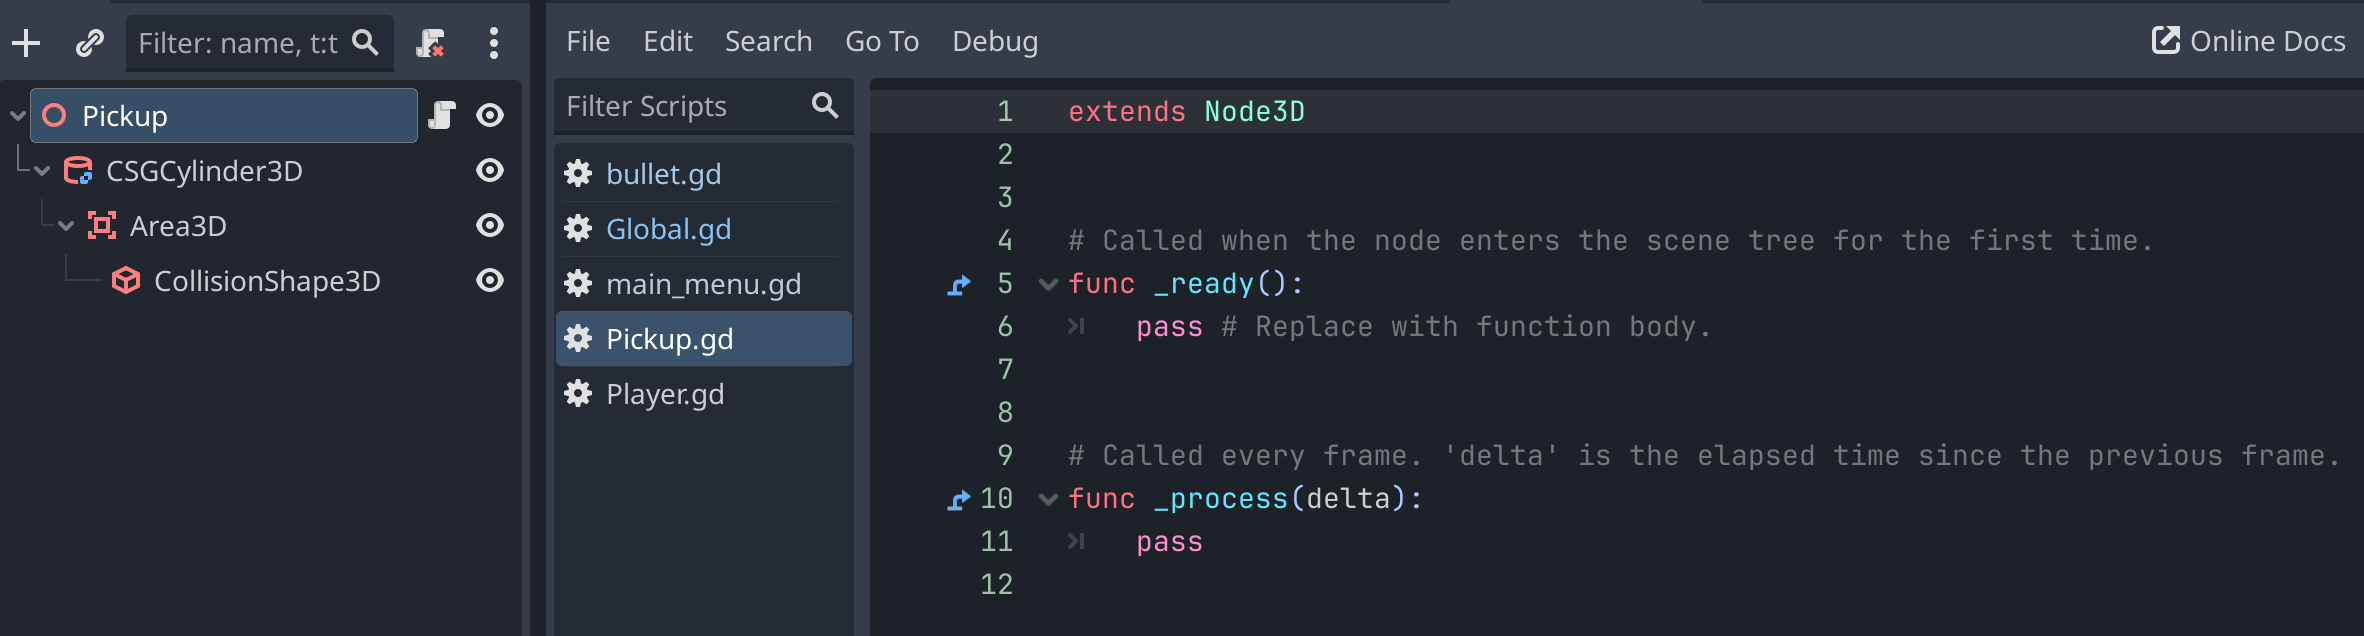 Filter: name, t:t
Pickup
CSGCylinder3D
Area3D
CollisionShape3D
File Edit Search Go To Debug
Online Docs
Filter Scripts
bullet.gd
Global.gd
main_menu.gd
Pickup.gd
Player.gd
1 extends Node3D
2
3
4 # Called when the node enters the scene tree for the first time.
5 func _ready():
6 pass # Replace with function body.
7
8
9 # Called every frame. 'delta' is the elapsed time since the previous frame.
10 func _process(delta):
11 pass
12